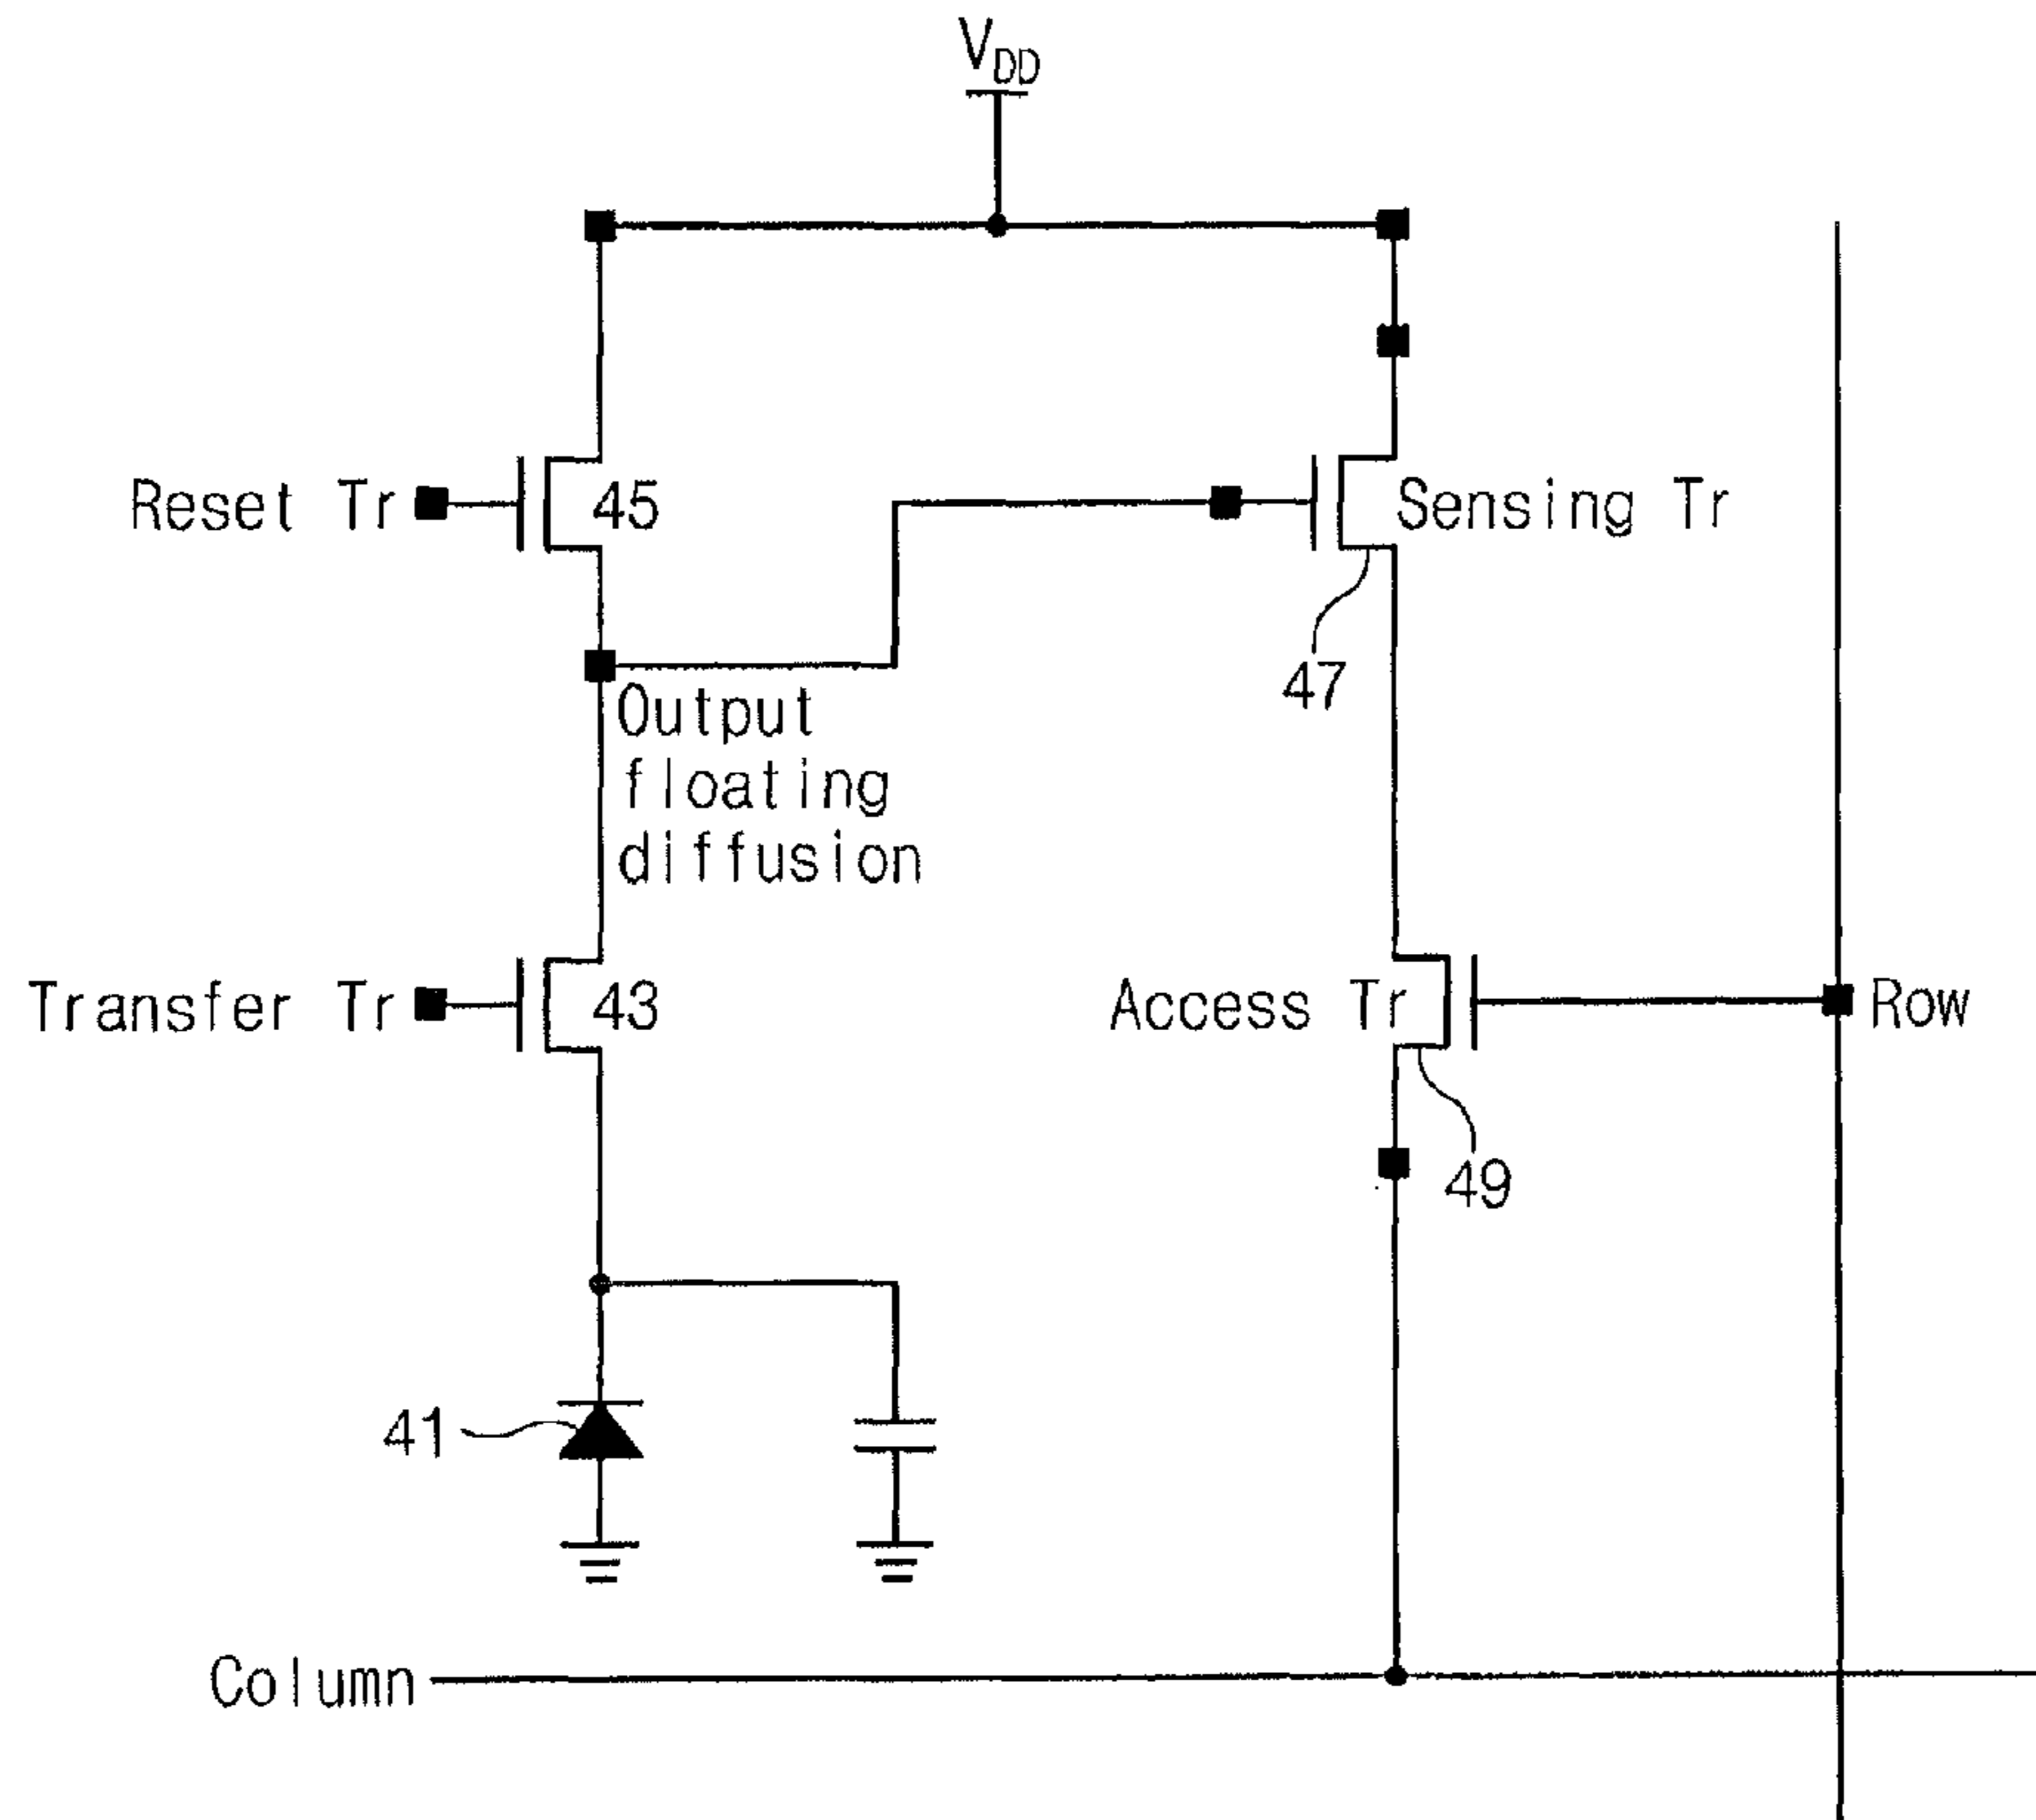 VDD
Reset Tr
45
Sensing Tr
47
Output
floating
diffusion
Transfer Tr
43
Access Tr
Row
49
41
Column